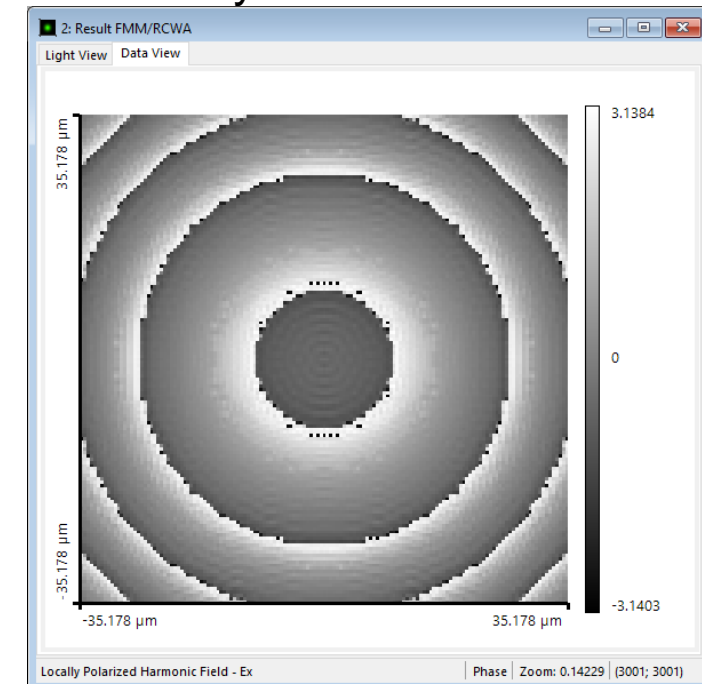 2: Result FMM/RCWA
Light View Data View
3.1384
35.178 µm
0
-35.178 µm
-3.1403
-35.178 µm 35.178 µm
Locally Polarized Harmonic Field - Ex Phase Zoom: 0.14229 (3001; 3001)